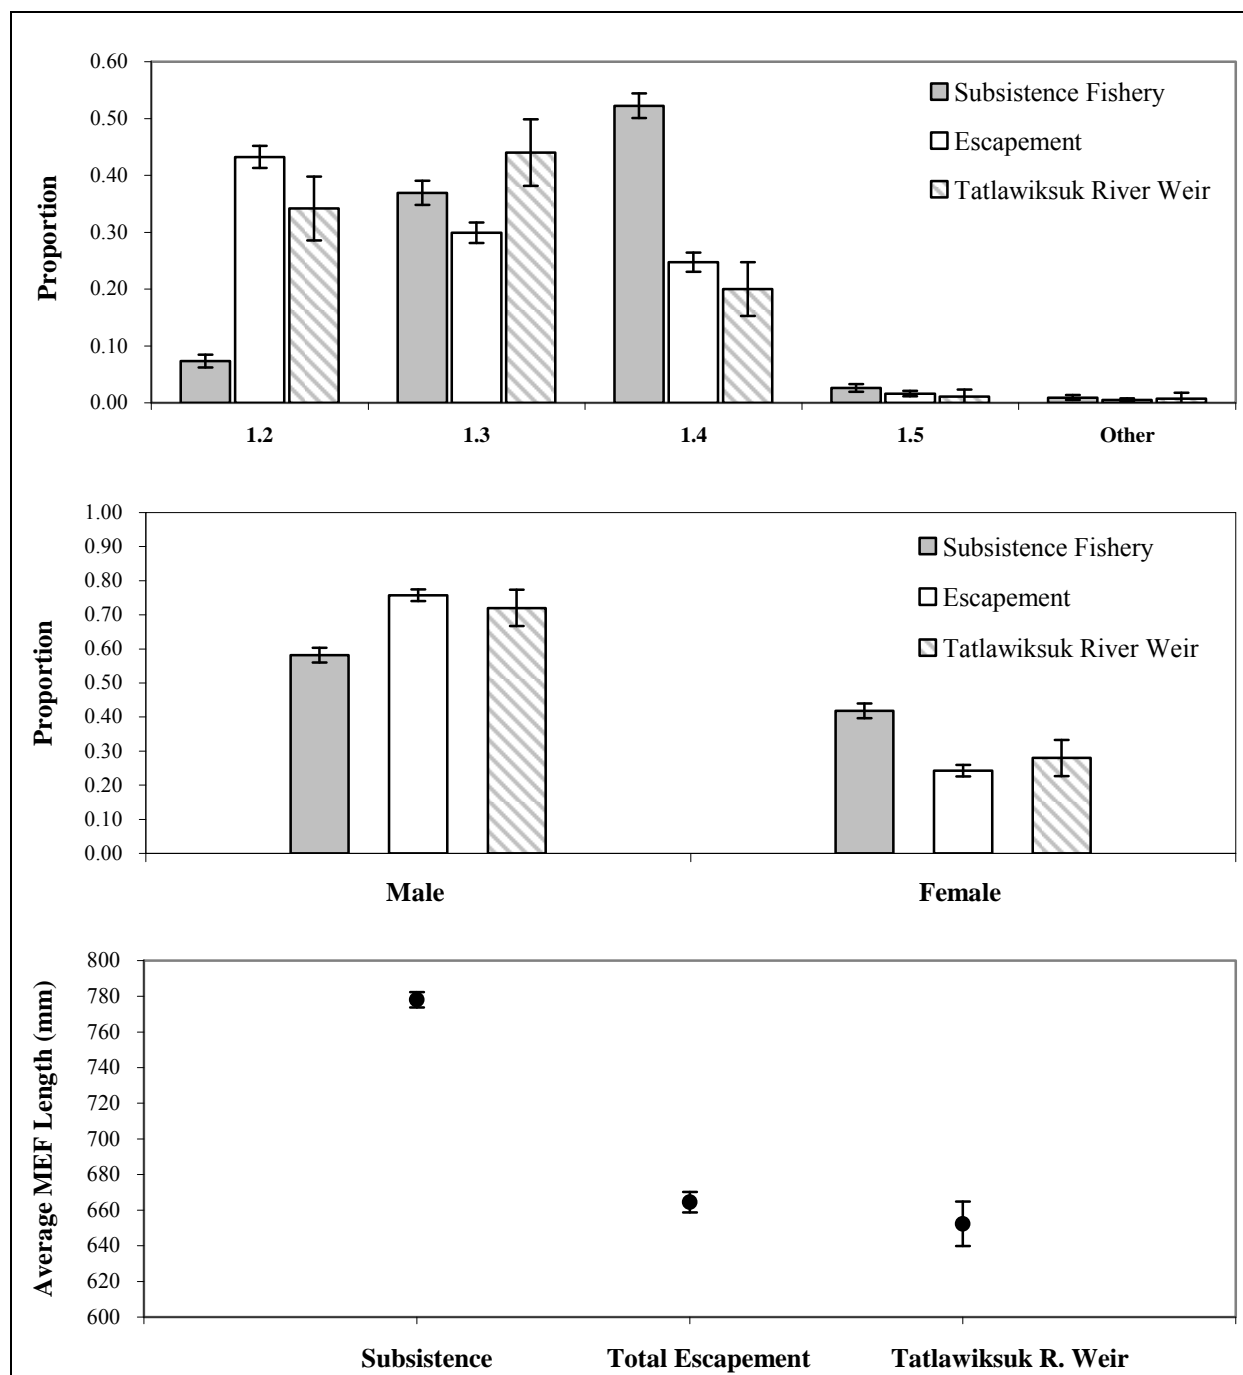 0.60
0.50
0.40
0.30
0.20
0.10
0.00
Proportion
Subsistence Fishery
Escapement
Tatlawiksuk River Weir
1.2 1.3 1.4 1.5 Other
1.00
0.90
0.80
0.70
0.60
0.50
0.40
0.30
0.20
0.10
0.00
Proportion
Subsistence Fishery
Escapement
Tatlawiksuk River Weir
Male Female
800
780
760
740
720
700
680
660
640
620
600
Average MEF Length (mm)
Subsistence Total Escapement Tatlawiksuk R. Weir